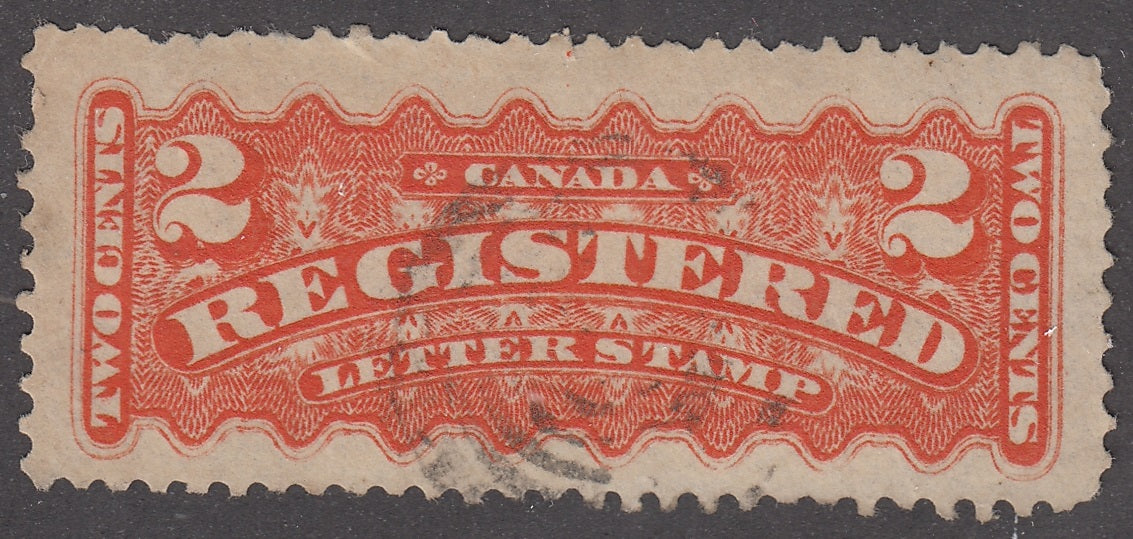 CANADA
2 2
REGISTERED
LETTER STAMP
TWO CENTS
TWO CENTS